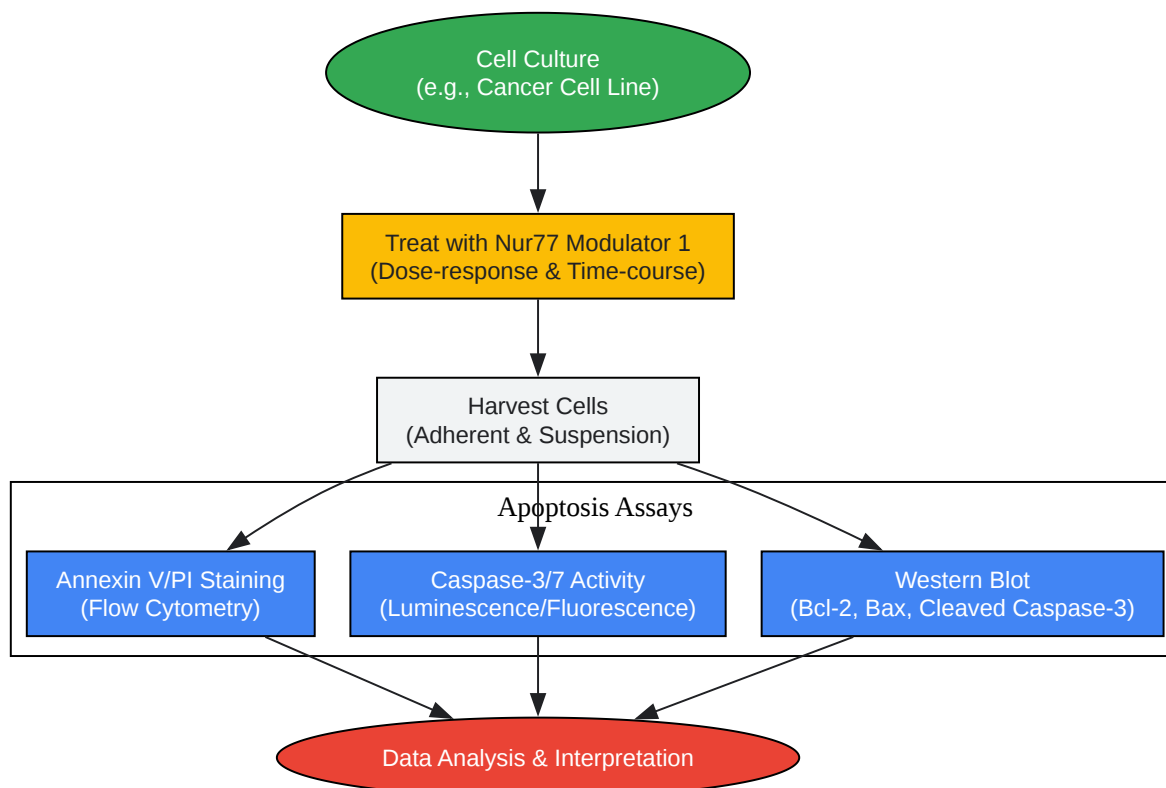 Cell Culture
(e.g., Cancer Cell Line)
Treat with Nur77 Modulator 1
(Dose-response & Time-course)
Harvest Cells
(Adherent & Suspension)
Apoptosis Assays
Annexin V/PI Staining
(Flow Cytometry)
Caspase-3/7 Activity
(Luminescence/Fluorescence)
Western Blot
(Bcl-2, Bax, Cleaved Caspase-3)
Data Analysis & Interpretation